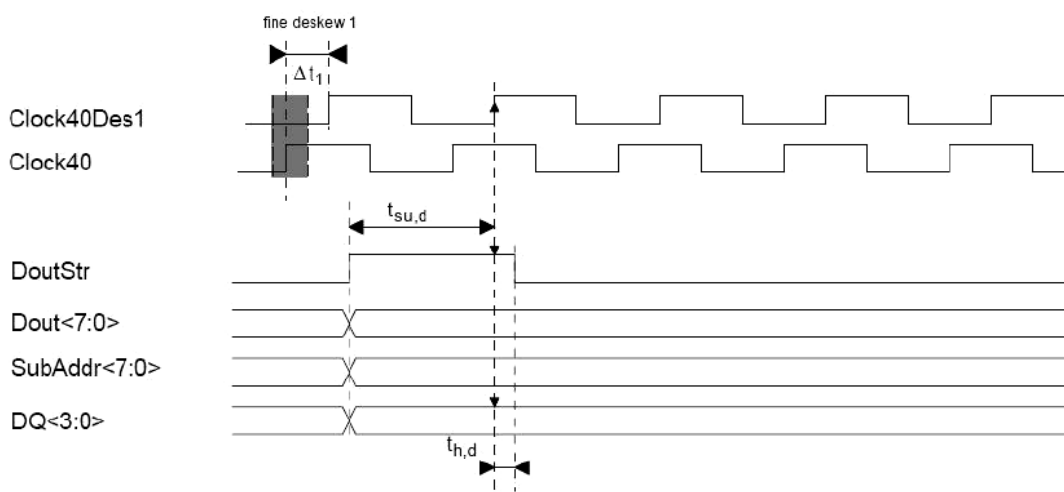 fine deskew 1
Δt1
Clock40Des1
Clock40
tsu,d
DoutStr
Dout<7:0>
SubAddr<7:0>
DQ<3:0>
th,d